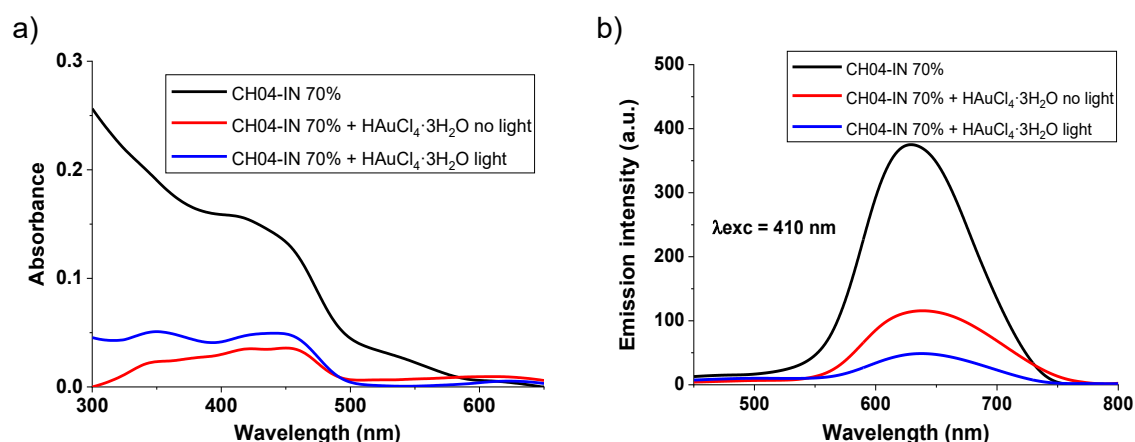 a)
0.3
0.2
0.1
0.0
Absorbance
CH04-IN 70%
CH04-IN 70% + HAuCl₄·3H₂O no light
CH04-IN 70% + HAuCl₄·3H₂O light
300
400
500
600
Wavelength (nm)
b)
500
400
300
200
100
0
Emission intensity (a.u.)
CH04-IN 70%
CH04-IN 70% + HAuCl₄·3H₂O no light
CH04-IN 70% + HAuCl₄·3H₂O light
λexc = 410 nm
500
600
700
800
Wavelength (nm)